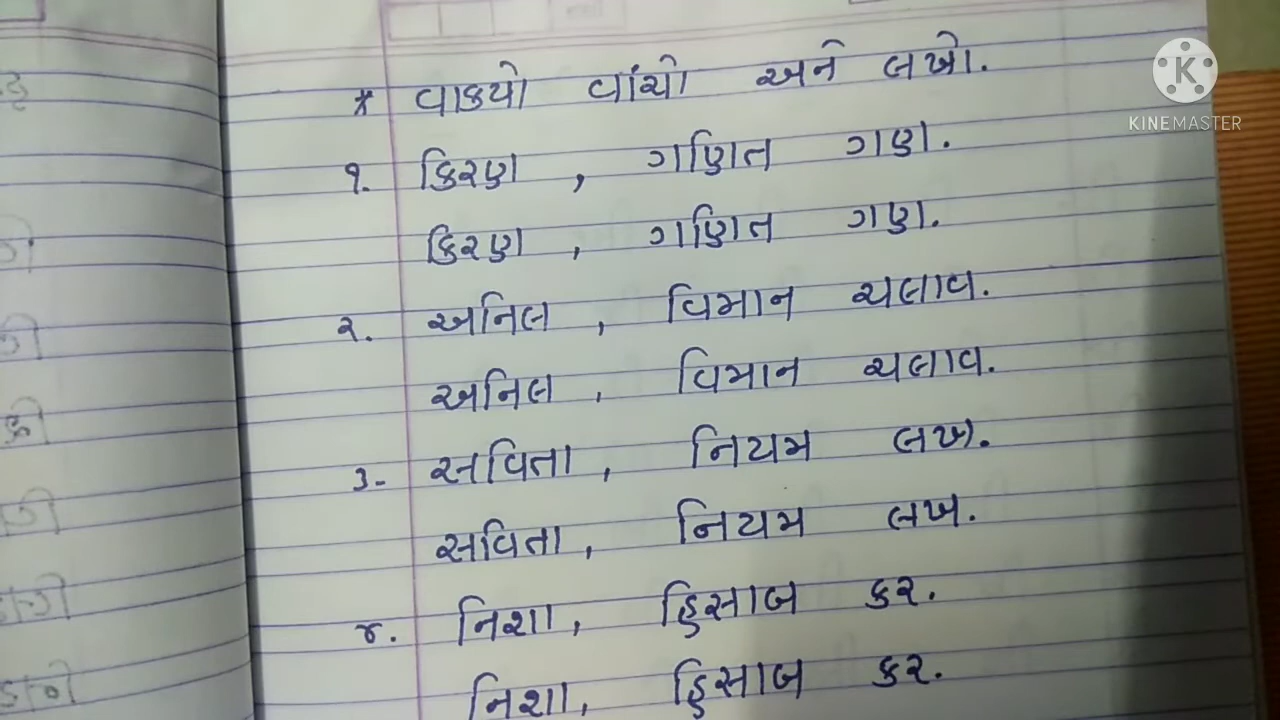 * વાકયો વાંચો અને લખો.
૧. કિરણ , ગણિત ગણ.
કિરણ , ગણિત ગણ.
૨. અનિલ , વિમાન ચલાવ.
અનિલ , વિમાન ચલાવ.
૩- સવિતા , નિયમ લખ.
સવિતા , નિયમ લખ.
૪. નિશા , હિસાબ કર.
નિશા , હિસાબ કર.
KINEMASTER